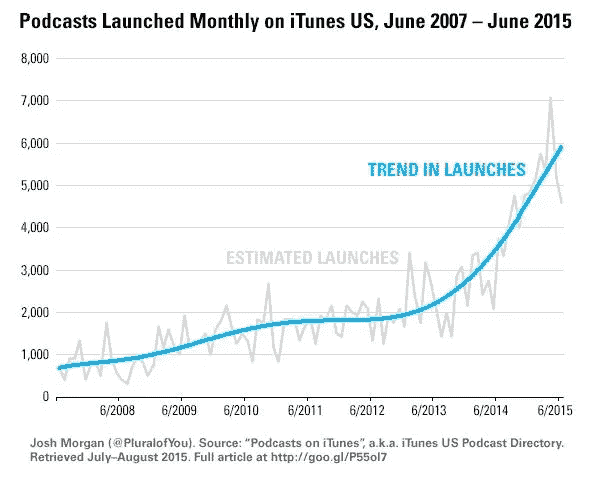 Podcasts Launched Monthly on iTunes US, June 2007 – June 2015
8,000
7,000
6,000
TREND IN LAUNCHES
5,000
4,000
ESTIMATED LAUNCHES
3,000
2,000
1,000
0
6/2008 6/2009 6/2010 6/2011 6/2012 6/2013 6/2014 6/2015
Josh Morgan (@PluralofYou). Source: “Podcasts on iTunes”, a.k.a. iTunes US Podcast Directory.
Retrieved July–August 2015. Full article at http://goo.gl/P55ol7